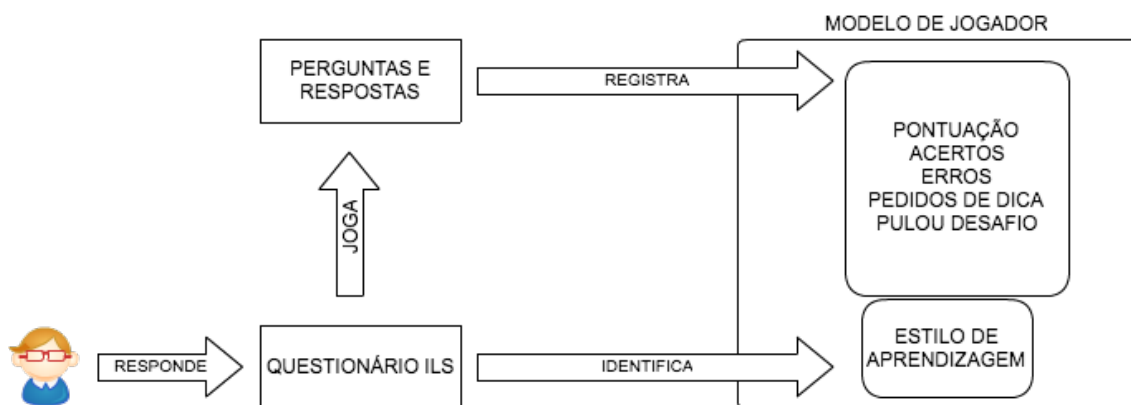 MODELO DE JOGADOR
PERGUNTAS E
RESPOSTAS
REGISTRA
PONTUAÇÃO
ACERTOS
ERROS
PEDIDOS DE DICA
PULOU DESAFIO
JOGA
RESPONDE
QUESTIONÁRIO ILS
IDENTIFICA
ESTILO DE
APRENDIZAGEM